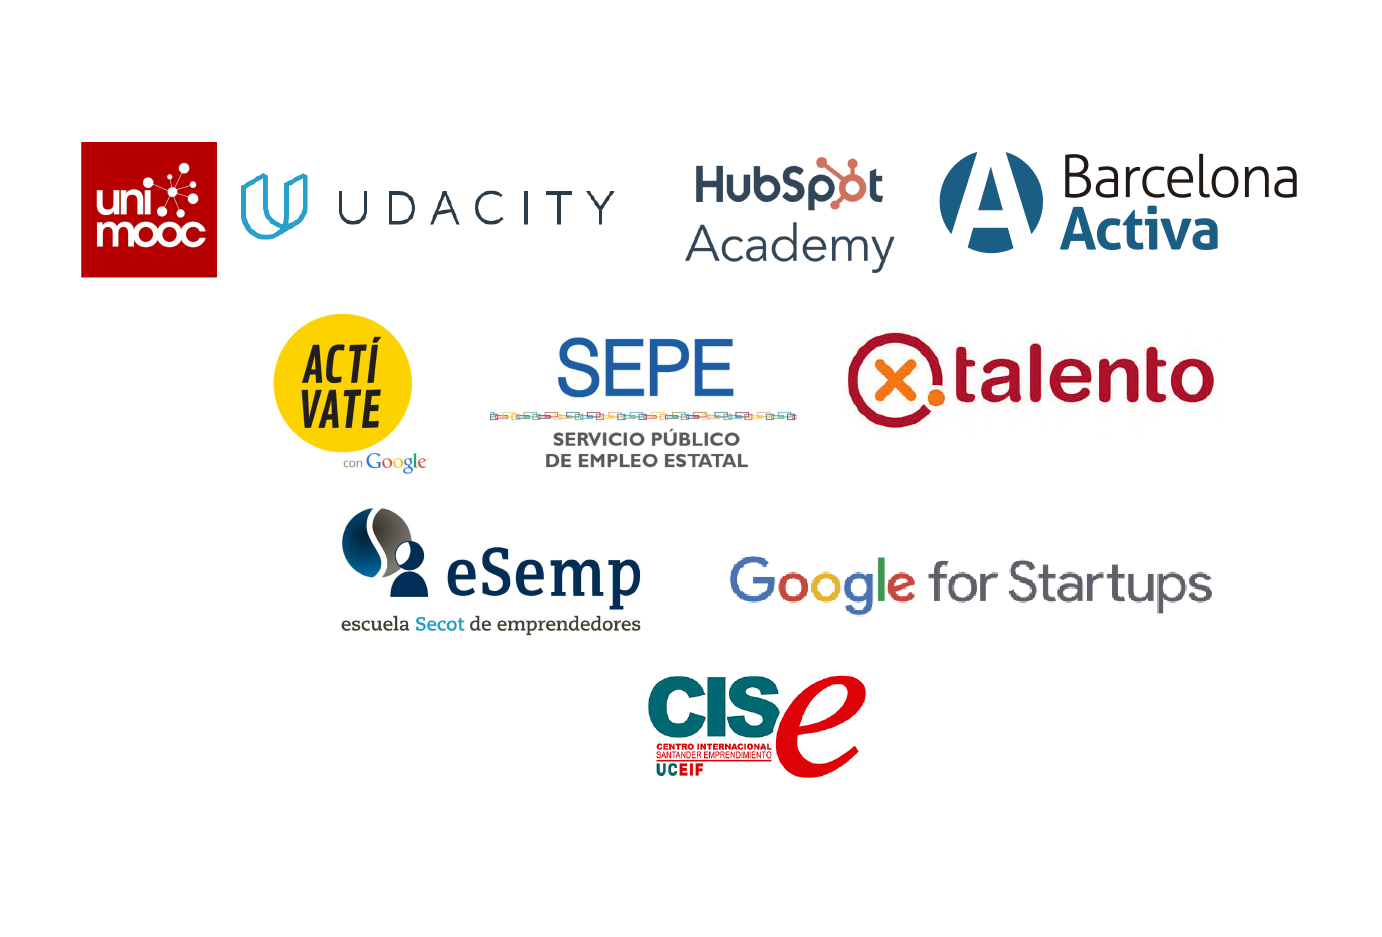 uni
mooc
UDACITY
HubSpot
Academy
Barcelona
Activa
ACTÍ
VATE
con Google
SEPE
SERVICIO PÚBLICO
DE EMPLEO ESTATAL
x.talento
eSemp
escuela Secot de emprendedores
Google for Startups
CISe
CENTRO INTERNACIONAL
SANTANDER EMPRENDIMIENTO
UCEIF